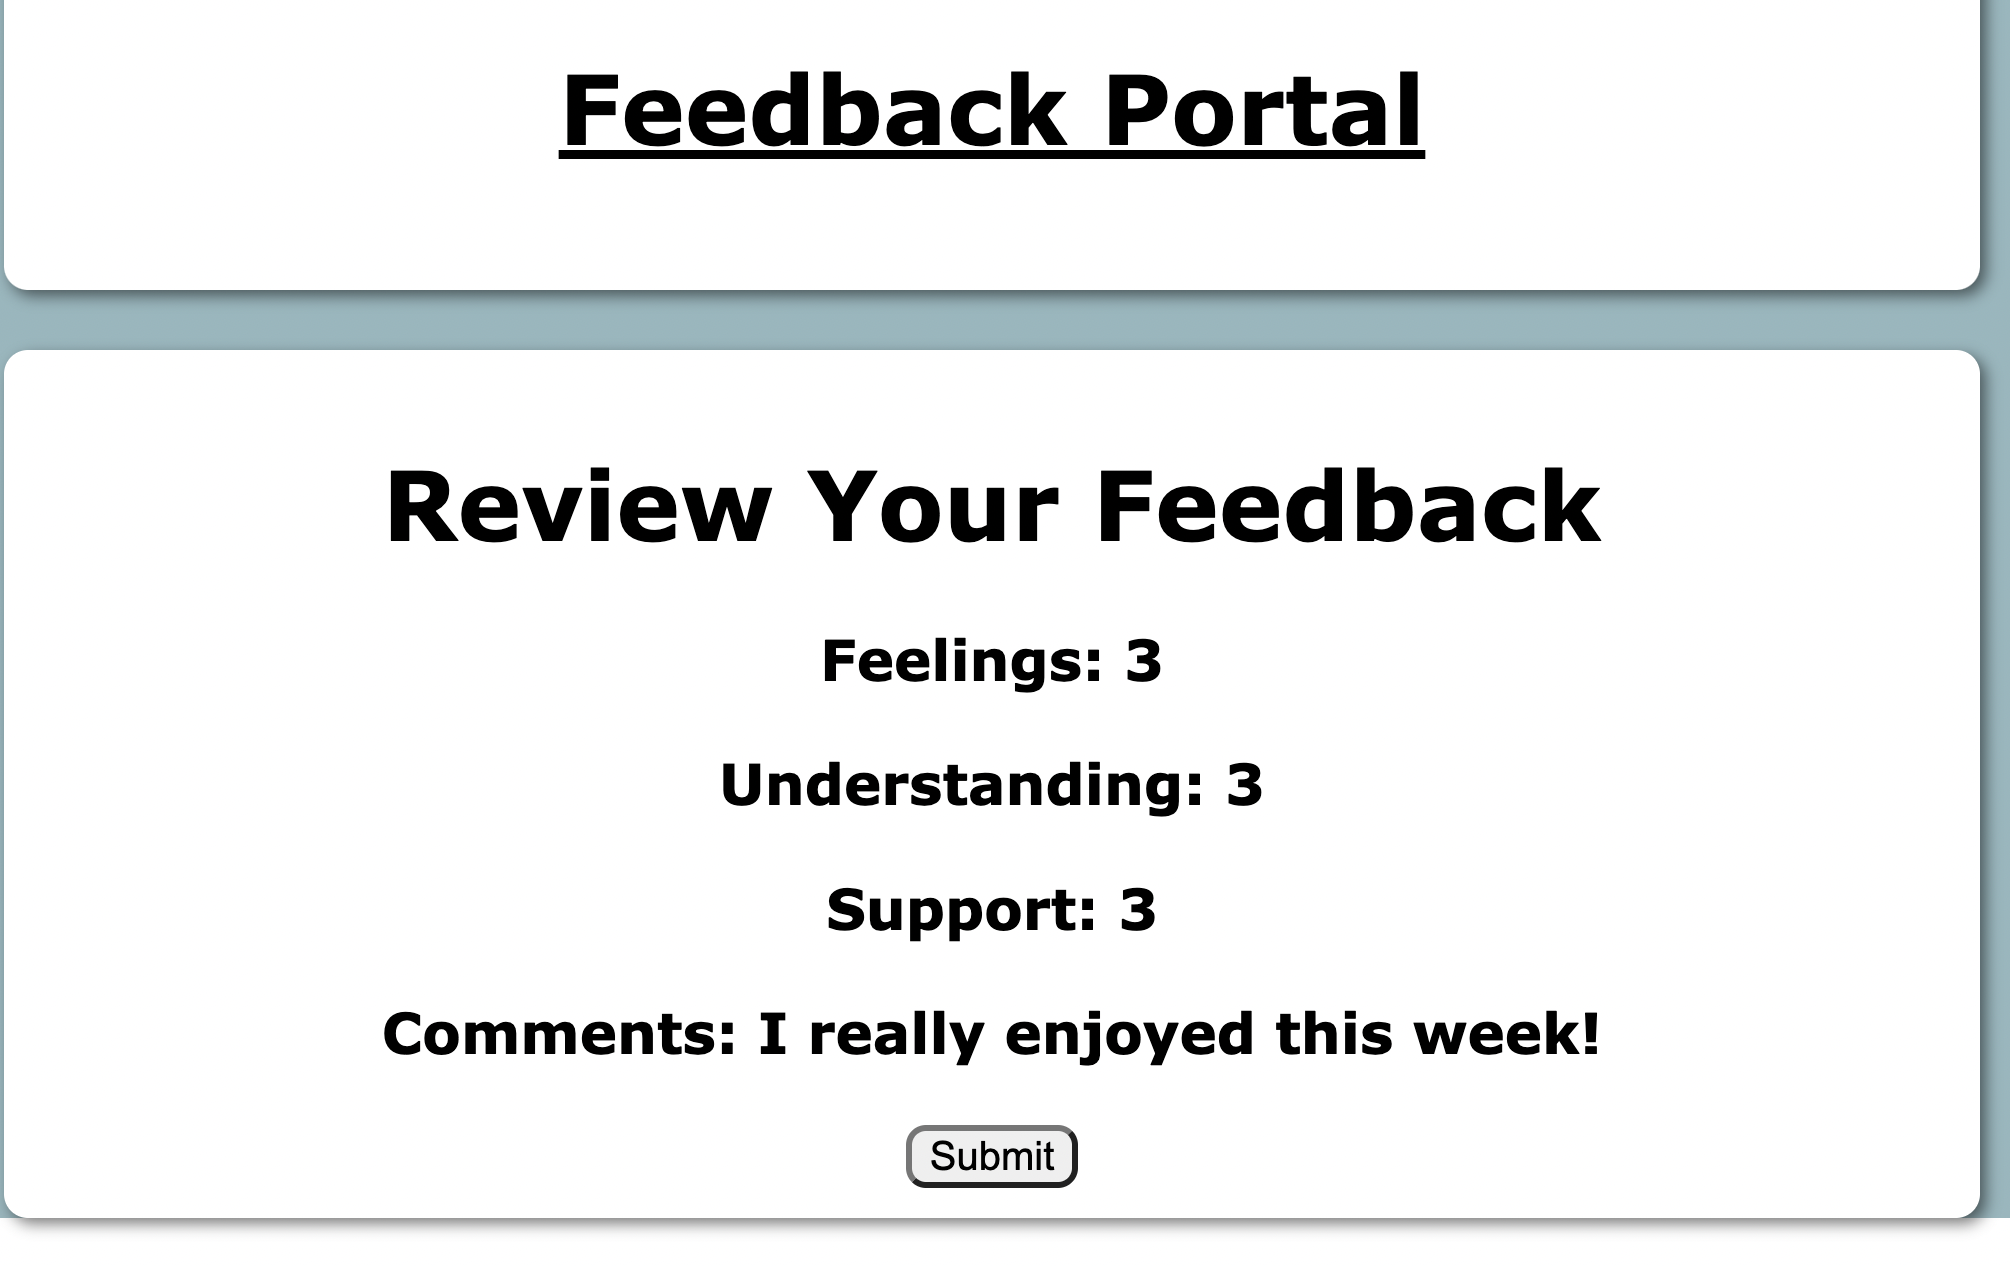 Feedback Portal
Review Your Feedback
Feelings: 3
Understanding: 3
Support: 3
Comments: I really enjoyed this week!
Submit